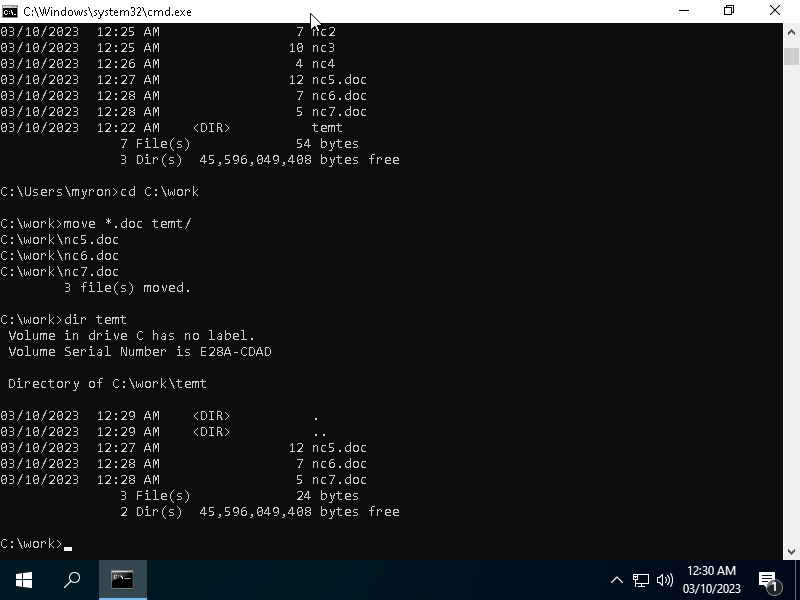 C:\Windows\system32\cmd.exe
03/10/2023  12:25 AM                 7 nc2
03/10/2023  12:25 AM                10 nc3
03/10/2023  12:26 AM                 4 nc4
03/10/2023  12:27 AM                12 nc5.doc
03/10/2023  12:28 AM                 7 nc6.doc
03/10/2023  12:28 AM                 5 nc7.doc
03/10/2023  12:22 AM    <DIR>          temt
               7 File(s)             54 bytes
               3 Dir(s)  45,596,049,408 bytes free
C:\Users\myron>cd C:\work
C:\work>move *.doc temt/
C:\work\nc5.doc
C:\work\nc6.doc
C:\work\nc7.doc
        3 file(s) moved.
C:\work>dir temt
 Volume in drive C has no label.
 Volume Serial Number is E28A-CDAD
 Directory of C:\work\temt
03/10/2023  12:29 AM    <DIR>          .
03/10/2023  12:29 AM    <DIR>          ..
03/10/2023  12:27 AM                12 nc5.doc
03/10/2023  12:28 AM                 7 nc6.doc
03/10/2023  12:28 AM                 5 nc7.doc
               3 File(s)             24 bytes
               2 Dir(s)  45,596,049,408 bytes free
C:\work>
12:30 AM
03/10/2023
1